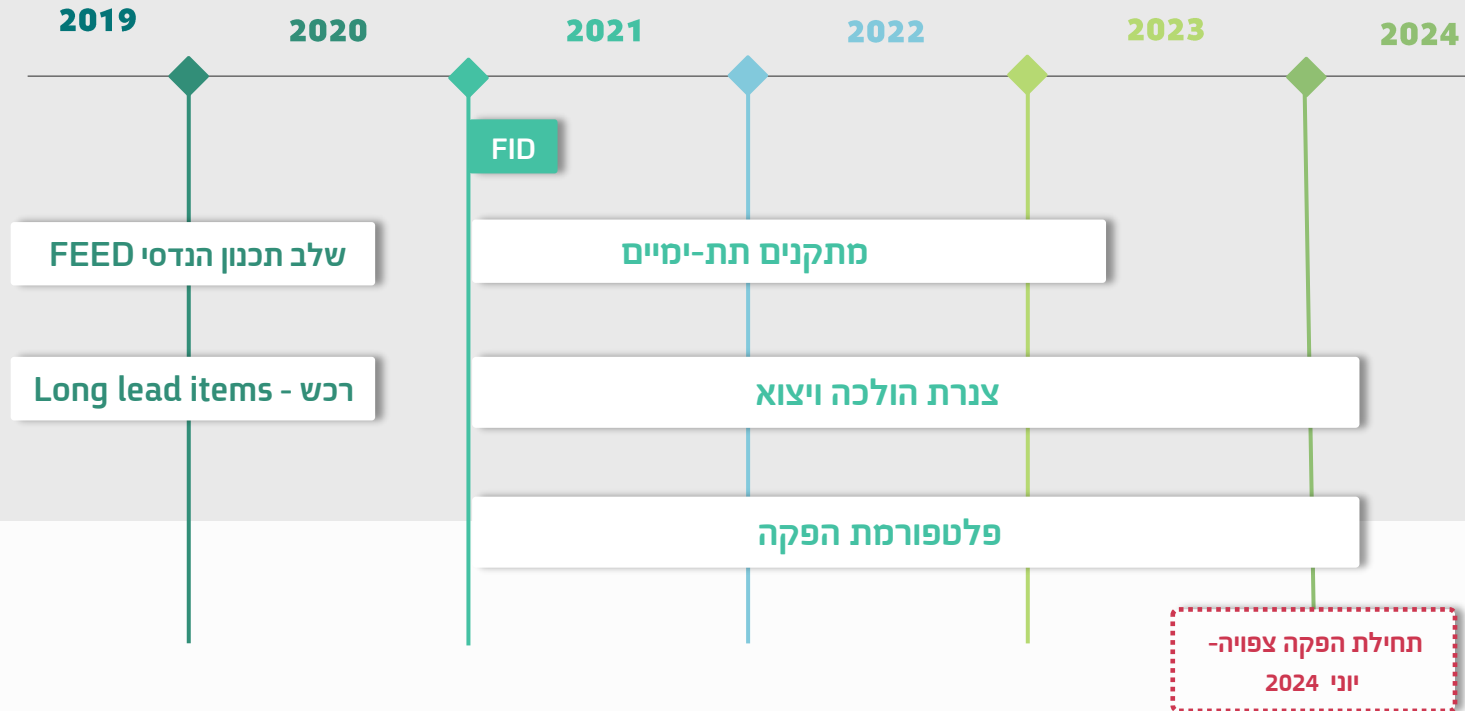 2019
2020
2021
2022
2023
2024
FID
שלב תכנון הנדסי FEED
מתקנים תת-ימיים
רכש - Long lead items
צנרת הולכה ויצוא
פלטפורמת הפקה
תחילת הפקה צפויה-
יוני 2024